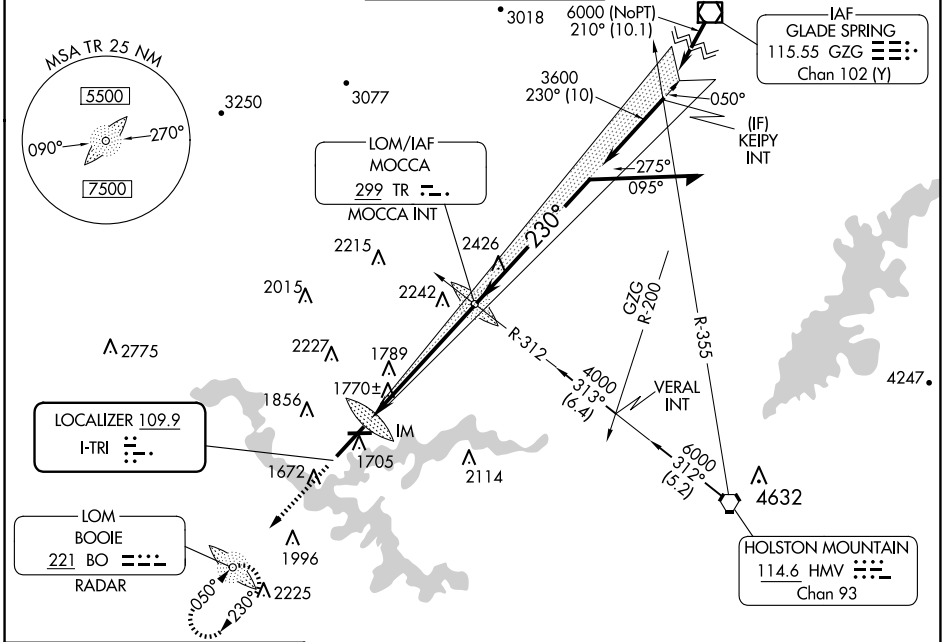 MSA TR 25 NM
5500
090°
270°
7500
3250
3018
3077
6000 (NoPT)
210° (10.1)
IAF
GLADE SPRING
115.55 GZG
Chan 102 (Y)
3600
230° (10)
050°
(IF)
KEIPY
INT
LOM/IAF
MOCCA
299 TR
MOCCA INT
275°
095°
230°
2215
2426
2015
2242
GZG
R-200
R-355
R-312
2775
2227
1789
1770±
4000
313°
(6.4)
VERAL
INT
4247
1856
LOCALIZER 109.9
I-TRI
IM
1705
1672
2114
6000
312°
(5.2)
4632
LOM
BOOIE
221 BO
RADAR
1996
050°
230°
2225
HOLSTON MOUNTAIN
114.6 HMV
Chan 93